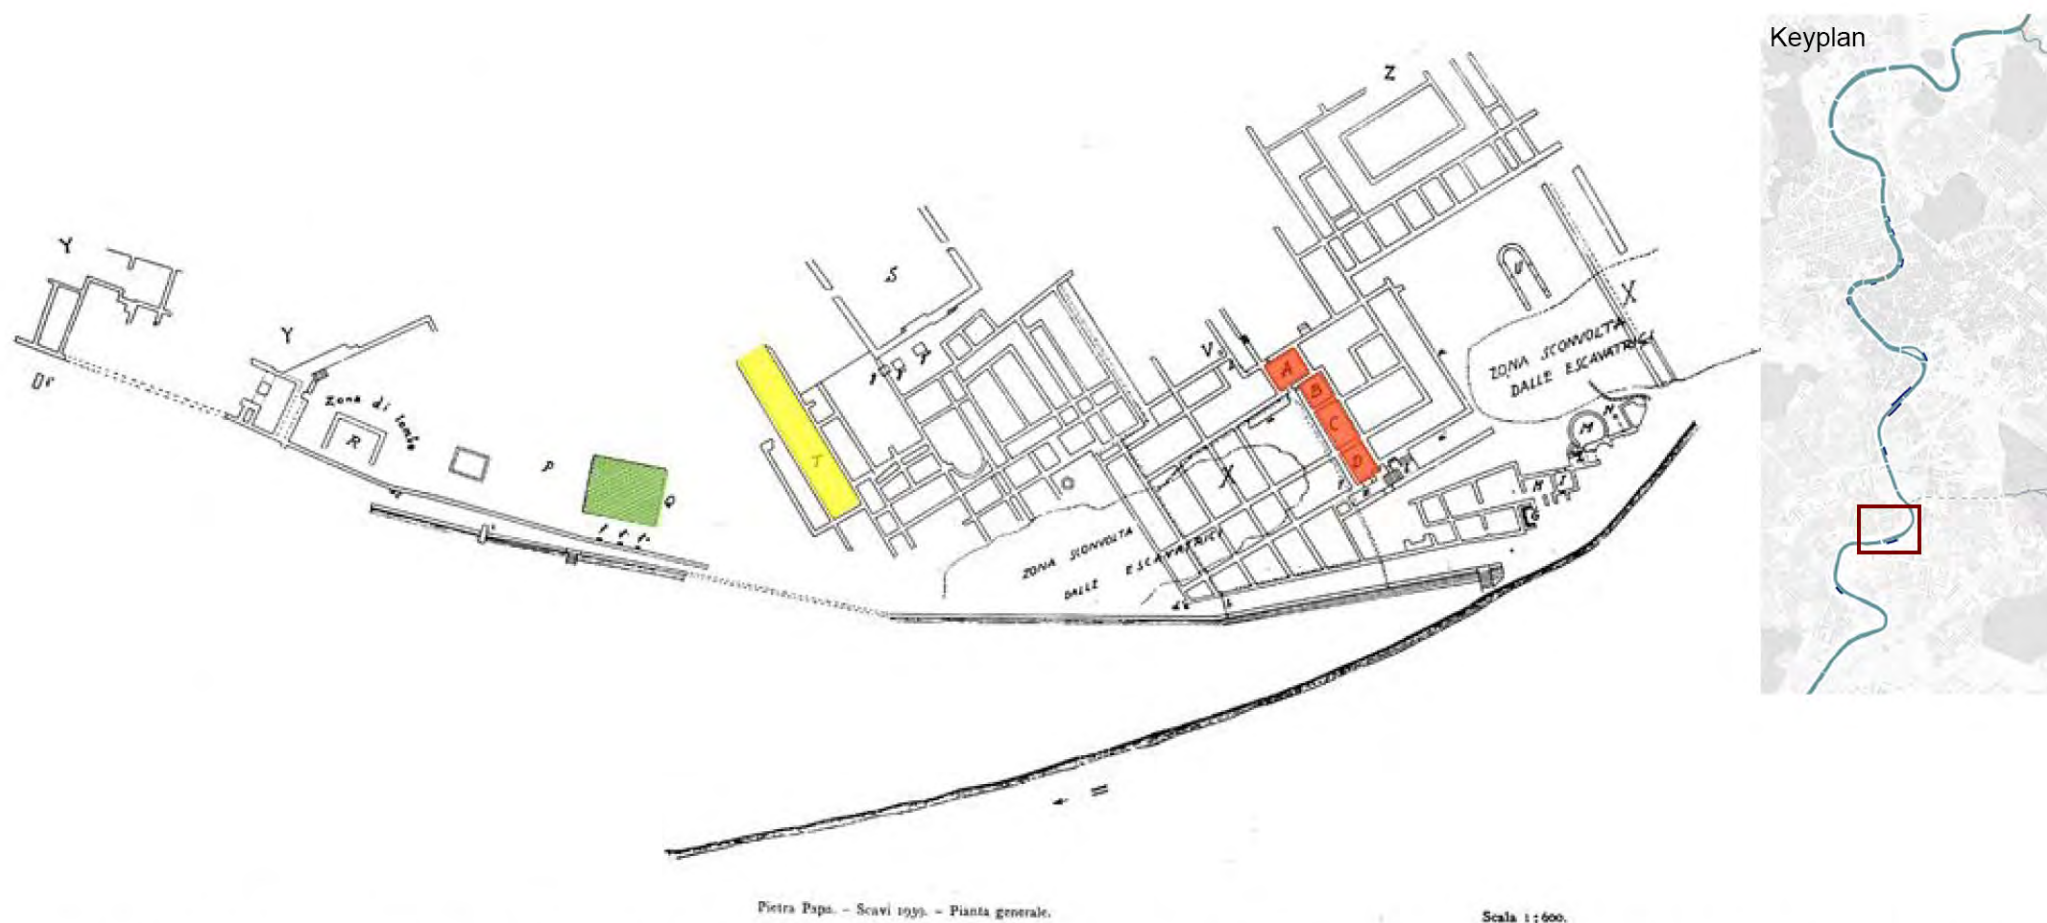 Keyplan
Z
Y
S
Y
U
X
ZONA SCONVOLTA
DALLE ESCAVATRICI
V.
A
B
C
D
Zona di tombe
R
P
Q
T
X
M
N.
H
I
ZONA SCONVOLTA
DALLE ESCAVATRICI
Pietra Papa. – Scavi 1939. – Pianta generale.
Scala 1 : 600.